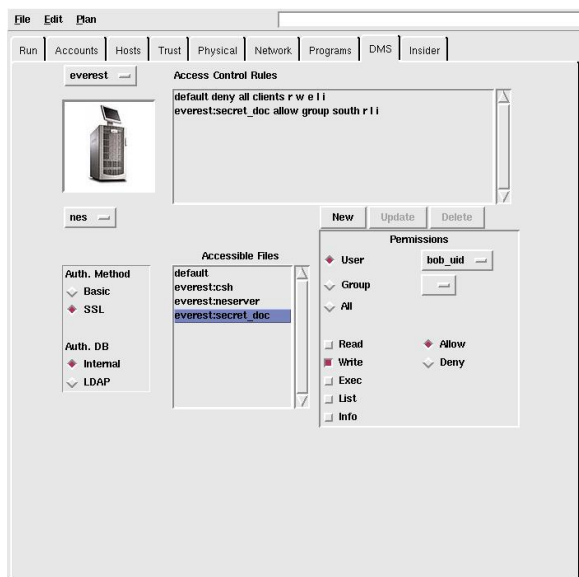 File Edit Plan
Run Accounts Hosts Trust Physical Network Programs DMS Insider
everest
Access Control Rules
default deny all clients r w e l i
everest:secret_doc allow group south r l i
nes
New Update Delete
Auth. Method
Basic
SSL
Auth. DB
Internal
LDAP
Accessible Files
default
everest:csh
everest:neserver
everest:secret_doc
Permissions
User bob_uid
Group
All
Read Allow
Write Deny
Exec
List
Info